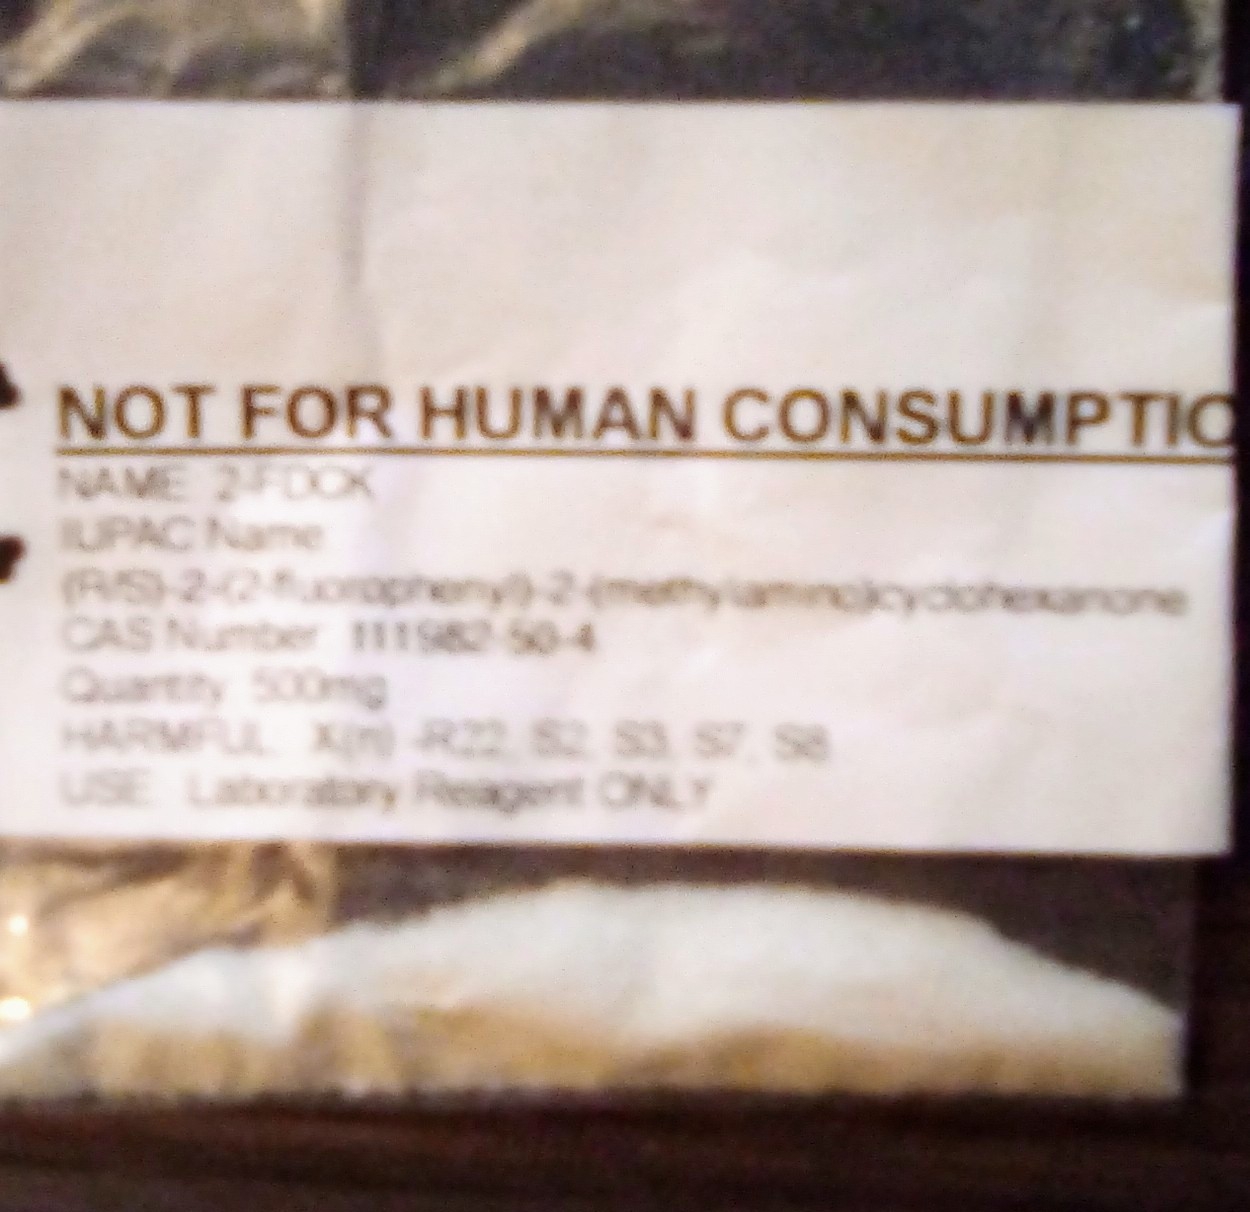 NOT FOR HUMAN CONSUMPTIO
NAME 2-FDCK
IUPAC Name
(R/S)-2-(2-fluorophenyl)-2-(methylamino)cyclohexanone
CAS Number 111982-50-4
Quantity 500mg
HARMFUL X(n) -R22, S2, S3, S7, S8
USE Laboratory Reagent ONLY